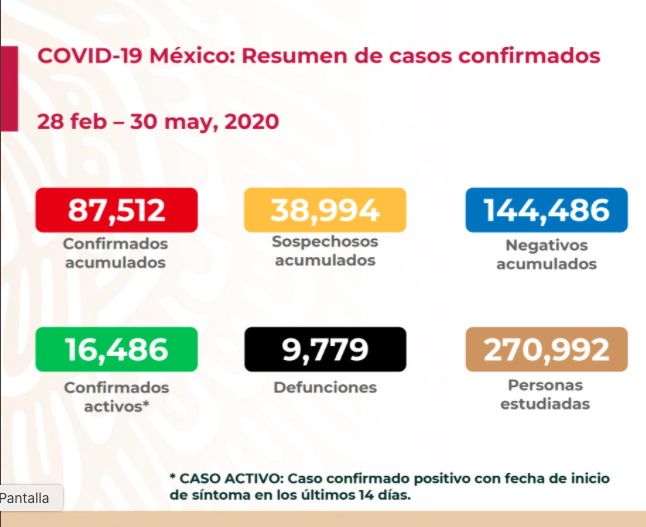 COVID-19 México: Resumen de casos confirmados
28 feb – 30 may, 2020
87,512
Confirmados
acumulados
38,994
Sospechosos
acumulados
144,486
Negativos
acumulados
16,486
Confirmados
activos*
9,779
Defunciones
270,992
Personas
estudiadas
* CASO ACTIVO: Caso confirmado positivo con fecha de inicio
de síntoma en los últimos 14 días.
Pantalla